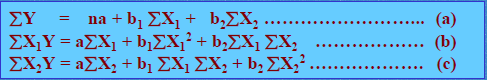 ∑Y = na + b₁ ∑X₁ + b₂∑X₂ ……………………….. (a)
∑X₁Y = a∑X₁ + b₁∑X₁² + b₂∑X₁ ∑X₂ ……………… (b)
∑X₂Y = a∑X₂ + b₁ ∑X₁ ∑X₂ + b₂ ∑X₂² ………………. (c)